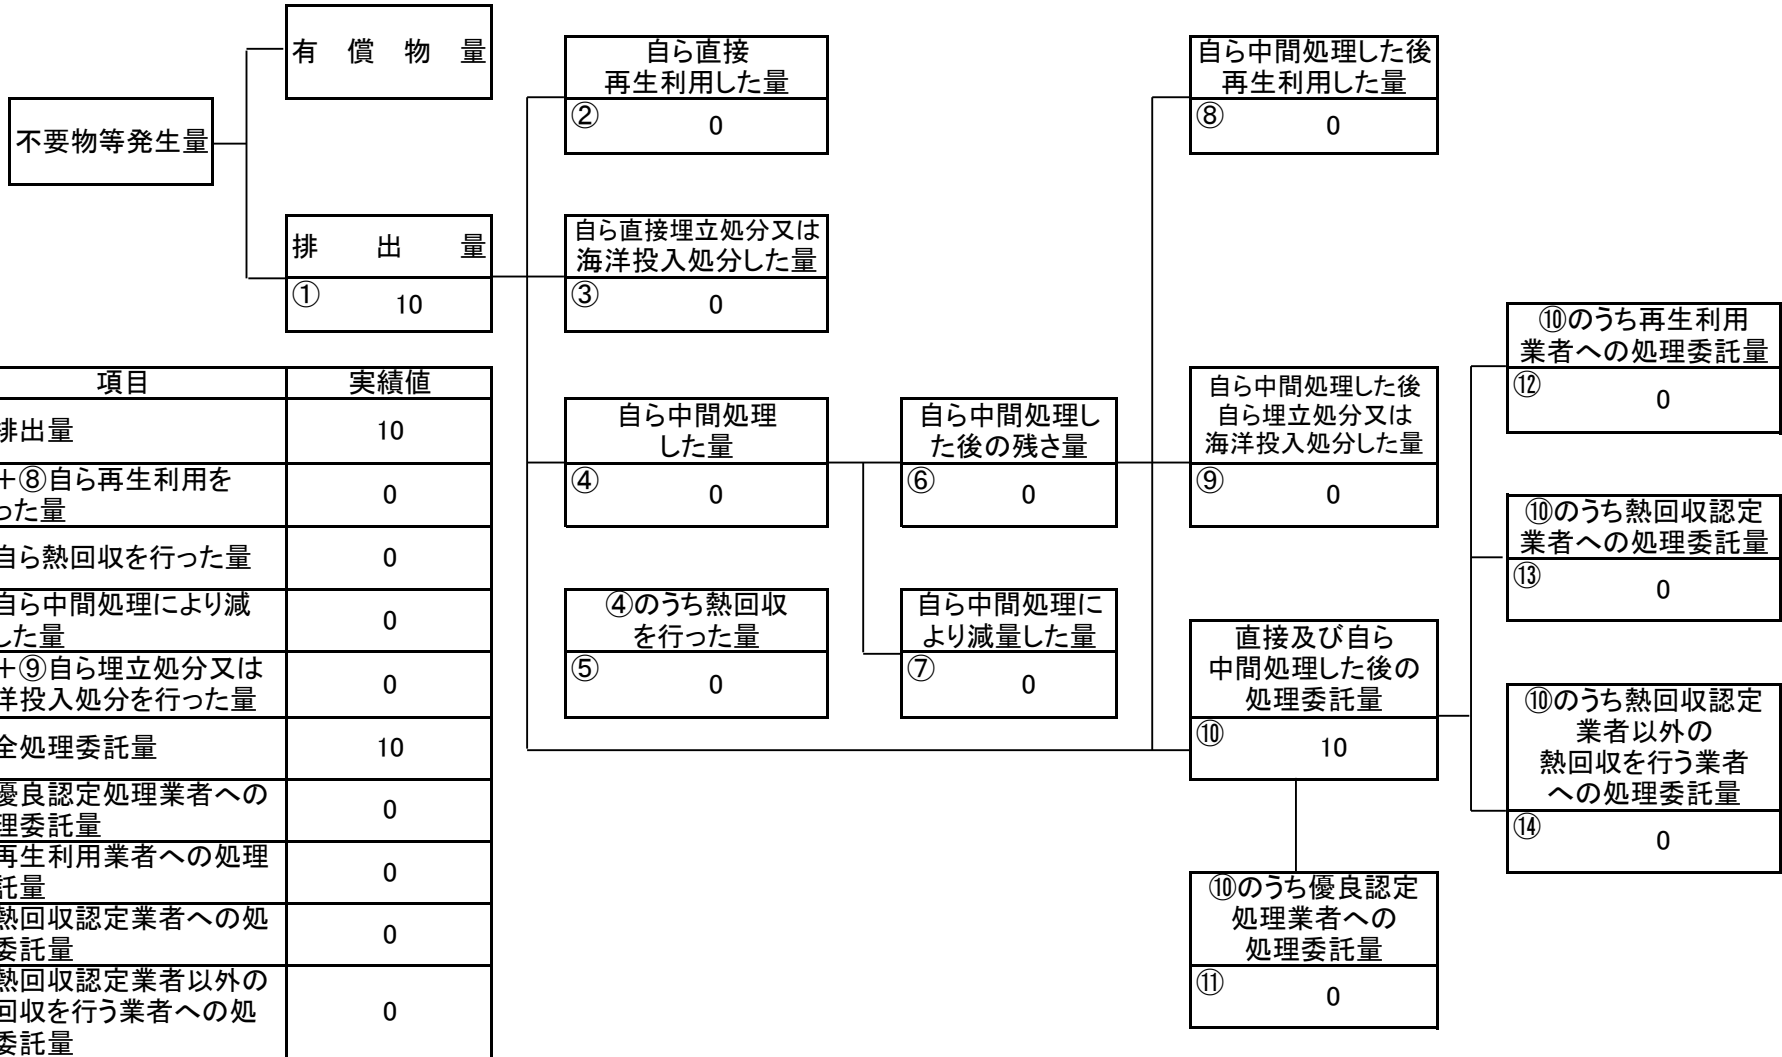 有　償　物　量
不要物等発生量
排　出　量
①
10
自ら直接
再生利用した量
②
0
自ら直接埋立処分又は
海洋投入処分した量
③
0
自ら中間処理
した量
④
0
④のうち熱回収
を行った量
⑤
0
自ら中間処理し
た後の残さ量
⑥
0
自ら中間処理に
より減量した量
⑦
0
自ら中間処理した後
再生利用した量
⑧
0
自ら中間処理した後
自ら埋立処分又は
海洋投入処分した量
⑨
0
直接及び自ら
中間処理した後の
処理委託量
⑩
10
⑩のうち優良認定
処理業者への
処理委託量
⑪
0
⑩のうち再生利用
業者への処理委託量
⑫
0
⑩のうち熱回収認定
業者への処理委託量
⑬
0
⑩のうち熱回収認定
業者以外の
熱回収を行う業者
への処理委託量
⑭
0
項目 実績値
排出量 10
+⑧自ら再生利用を
った量
0
自ら熱回収を行った量 0
自ら中間処理により減
した量
0
+⑨自ら埋立処分又は
洋投入処分を行った量
0
全処理委託量 10
優良認定処理業者への
理委託量
0
再生利用業者への処理
託量
0
熱回収認定業者への処
委託量
0
熱回収認定業者以外の
回収を行う業者への処
委託量
0